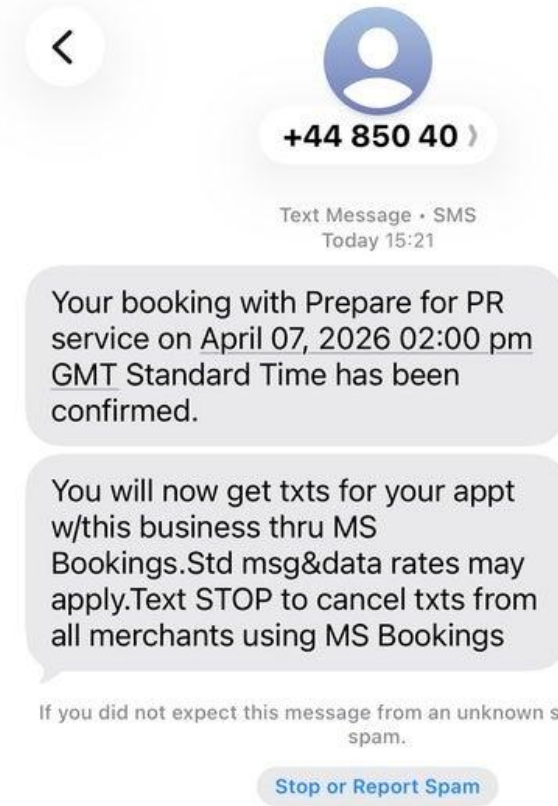 +44 850 40
Text Message • SMS
Today 15:21
Your booking with Prepare for PR
service on April 07, 2026 02:00 pm
GMT Standard Time has been
confirmed.
You will now get txts for your appt
w/this business thru MS
Bookings.Std msg&data rates may
apply.Text STOP to cancel txts from
all merchants using MS Bookings
If you did not expect this message from an unknown
spam.
Stop or Report Spam